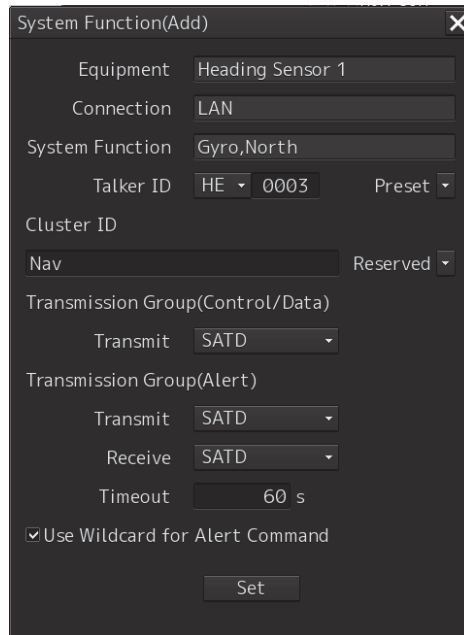 System Function(Add)
Equipment Heading Sensor 1
Connection LAN
System Function Gyro,North
Talker ID HE 0003 Preset
Cluster ID
Nav Reserved
Transmission Group(Control/Data)
Transmit SATD
Transmission Group(Alert)
Transmit SATD
Receive SATD
Timeout 60 s
Use Wildcard for Alert Command
Set